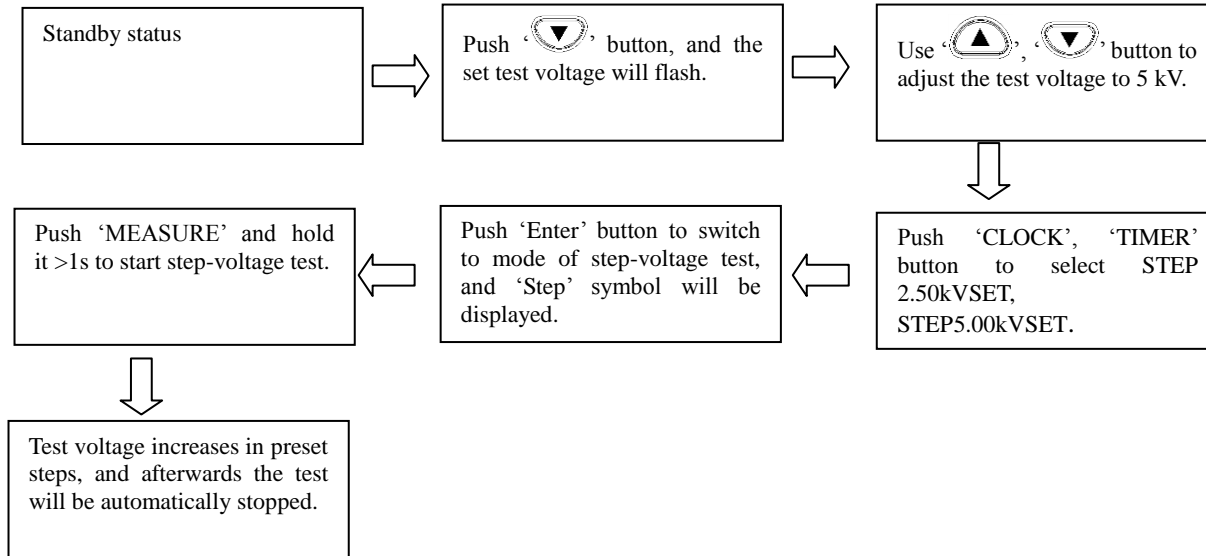 Standby status
Push ‘▼’ button, and the
set test voltage will flash.
Use ‘▲’, ‘▼’ button to
adjust the test voltage to 5 kV.
Push ‘CLOCK’, ‘TIMER’
button to select STEP
2.50kVSET,
STEP5.00kVSET.
Push ‘Enter’ button to switch
to mode of step-voltage test,
and ‘Step’ symbol will be
displayed.
Push ‘MEASURE’ and hold
it >1s to start step-voltage test.
Test voltage increases in preset
steps, and afterwards the test
will be automatically stopped.